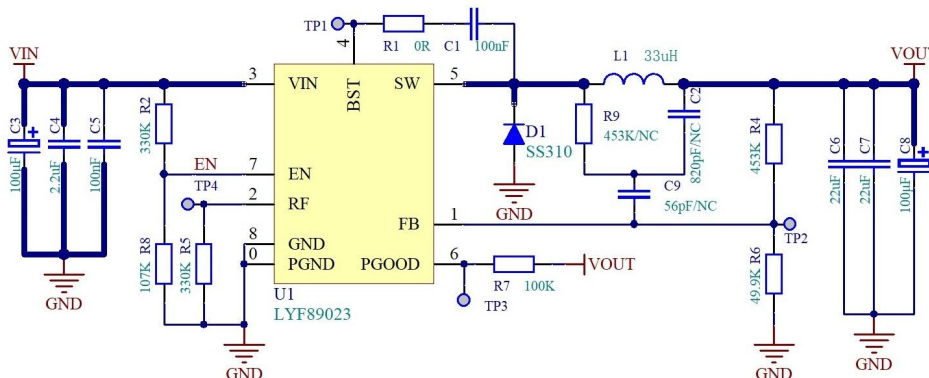 VIN
C3
100uF
C4
2.2uF
C5
100nF
GND
R2
330K
EN
TP4
R8
107K
R5
330K
GND
TP1
4
R1
0R
C1
100nF
3
VIN
BST
SW
5
7
EN
2
RF
8
GND
0
PGND
FB
1
PGOOD
6
U1
LYF89023
L1
33uH
D1
SS310
GND
R9
453K/NC
C2
820pF/NC
C9
56pF/NC
R4
453K
TP2
R7
100K
VOUT
TP3
R6
49.9K
GND
VOUT
C6
22uF
C7
22uF
C8
100uF
GND